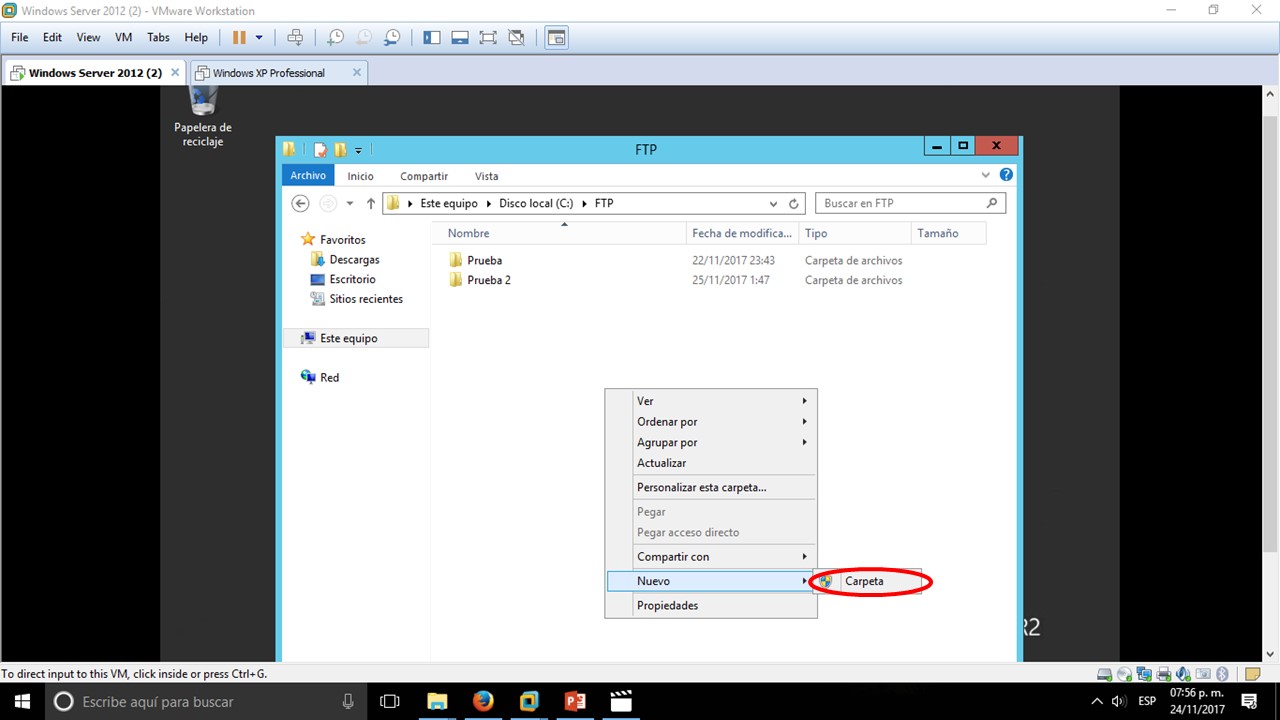 Windows Server 2012 (2) - VMware Workstation
File Edit View VM Tabs Help
Windows Server 2012 (2) Windows XP Professional
Papelera de
reciclaje
FTP
Archivo Inicio Compartir Vista
Este equipo Disco local (C:) FTP Buscar en FTP
Nombre Fecha de modifica... Tipo Tamaño
Favoritos
Descargas
Escritorio
Sitios recientes
Este equipo
Red
Prueba 22/11/2017 23:43 Carpeta de archivos
Prueba 2 25/11/2017 1:47 Carpeta de archivos
Ver
Ordenar por
Agrupar por
Actualizar
Personalizar esta carpeta...
Pegar
Pegar acceso directo
Compartir con
Nuevo
Carpeta
Propiedades
R2
To direct input to this VM, click inside or press Ctrl+G.
Escribe aquí para buscar
ESP
07:56 p. m.
24/11/2017